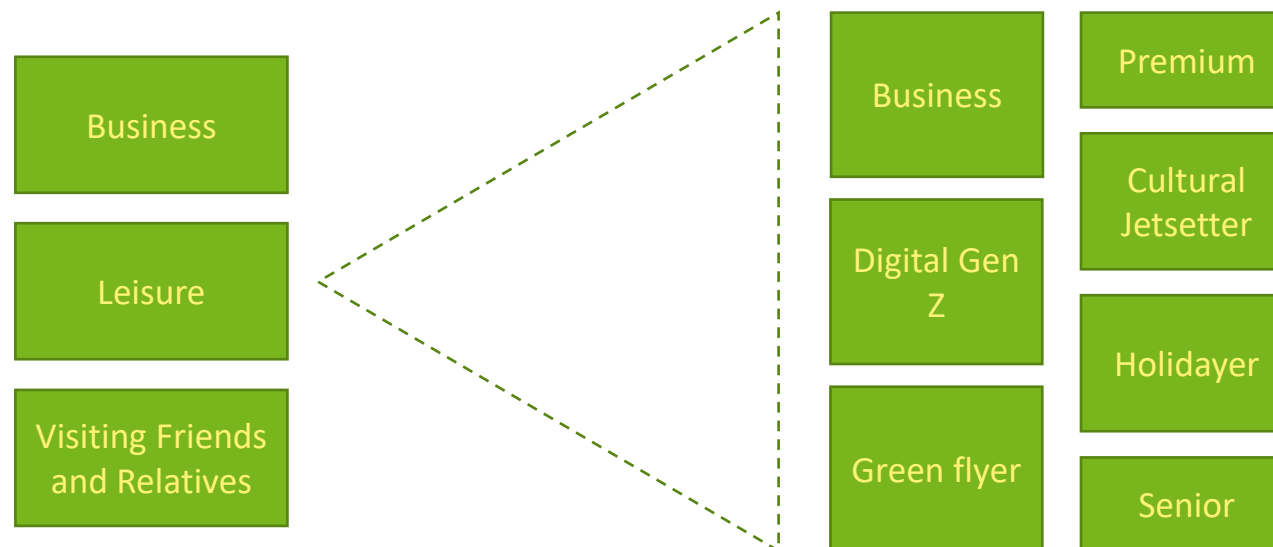 Business
Leisure
Visiting Friends
and Relatives
Business
Digital Gen
Z
Green flyer
Premium
Cultural
Jetsetter
Holidayer
Senior